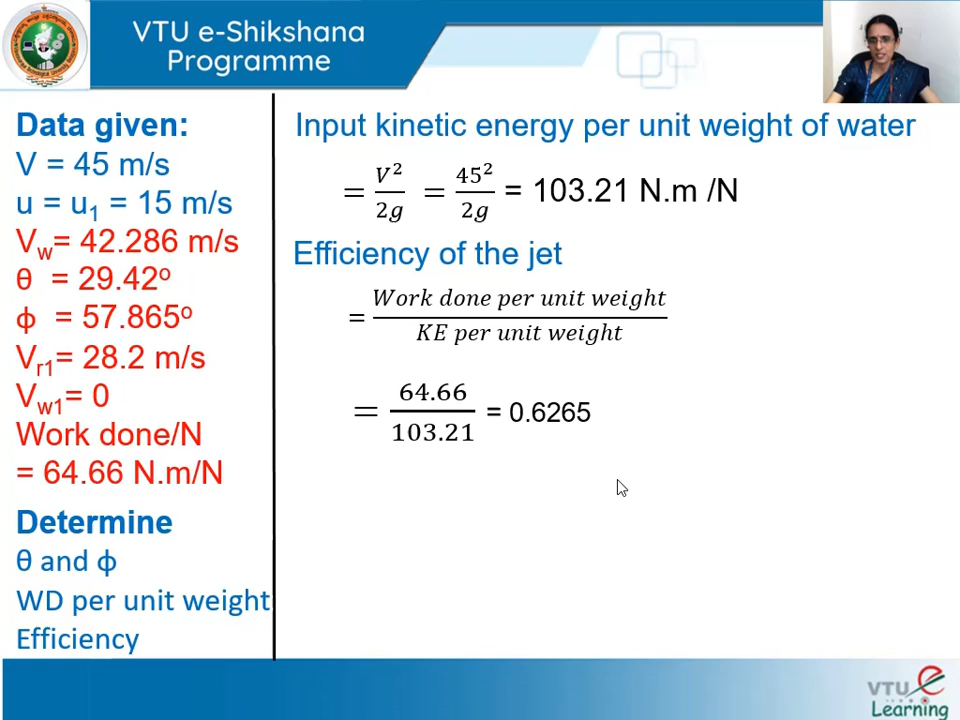 VTU e-Shikshana
Programme
Data given:
V = 45 m/s
u = u1 = 15 m/s
Vw= 42.286 m/s
θ = 29.42o
ϕ = 57.865o
Vr1= 28.2 m/s
Vw1= 0
Work done/N
= 64.66 N.m/N
Determine
θ and ϕ
WD per unit weight
Efficiency
Input kinetic energy per unit weight of water
= V²/2g = 45²/2g = 103.21 N.m /N
Efficiency of the jet
= Work done per unit weight / KE per unit weight
= 64.66/103.21 = 0.6265
VTU e
Learning